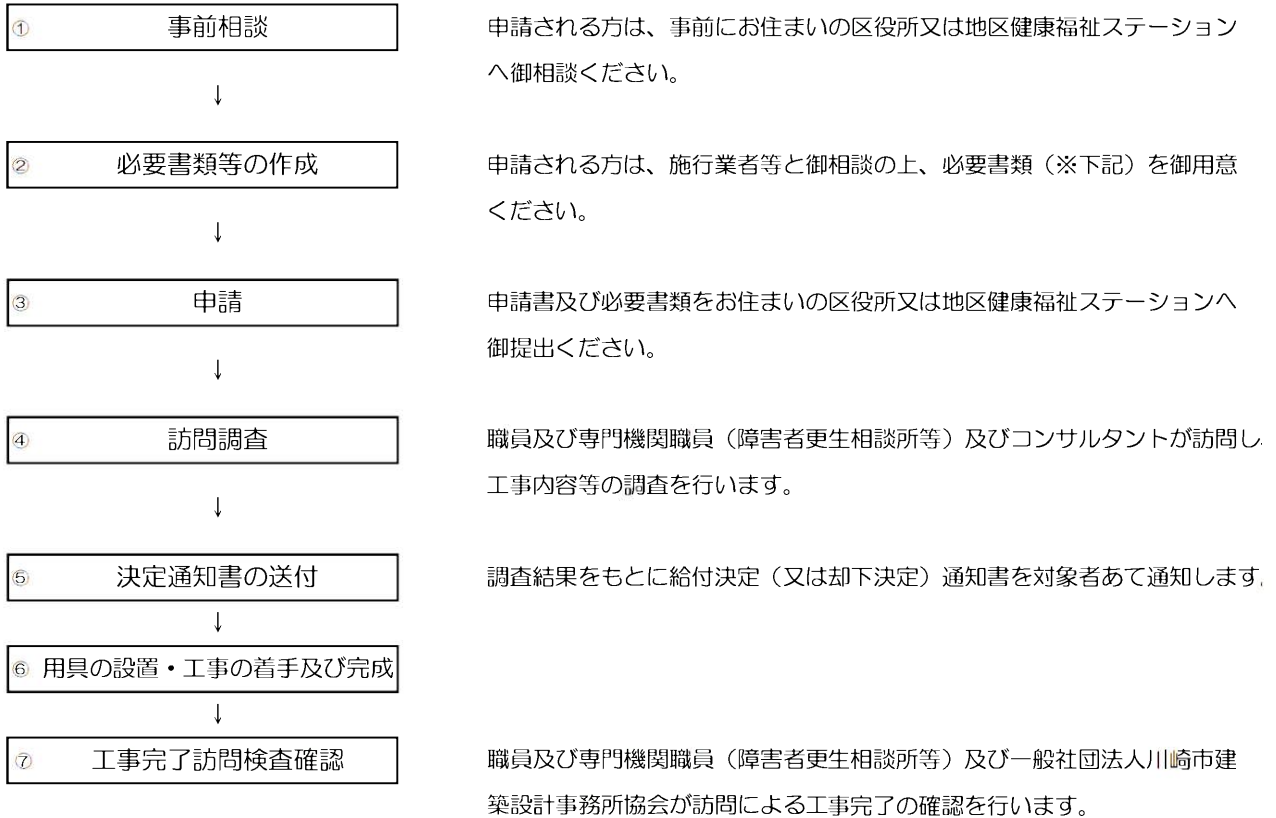 ① 事前相談
申請される方は、事前にお住まいの区役所又は地区健康福祉ステーション
へ御相談ください。
↓
② 必要書類等の作成
申請される方は、施行業者等と御相談の上、必要書類（※下記）を御用意
ください。
↓
③ 申請
申請書及び必要書類をお住まいの区役所又は地区健康福祉ステーションへ
御提出ください。
↓
④ 訪問調査
職員及び専門機関職員（障害者更生相談所等）及びコンサルタントが訪問し、
工事内容等の調査を行います。
↓
⑤ 決定通知書の送付
調査結果をもとに給付決定（又は却下決定）通知書を対象者あて通知します。
↓
⑥ 用具の設置・工事の着手及び完成
↓
⑦ 工事完了訪問検査確認
職員及び専門機関職員（障害者更生相談所等）及び一般社団法人川崎市建
築設計事務所協会が訪問による工事完了の確認を行います。